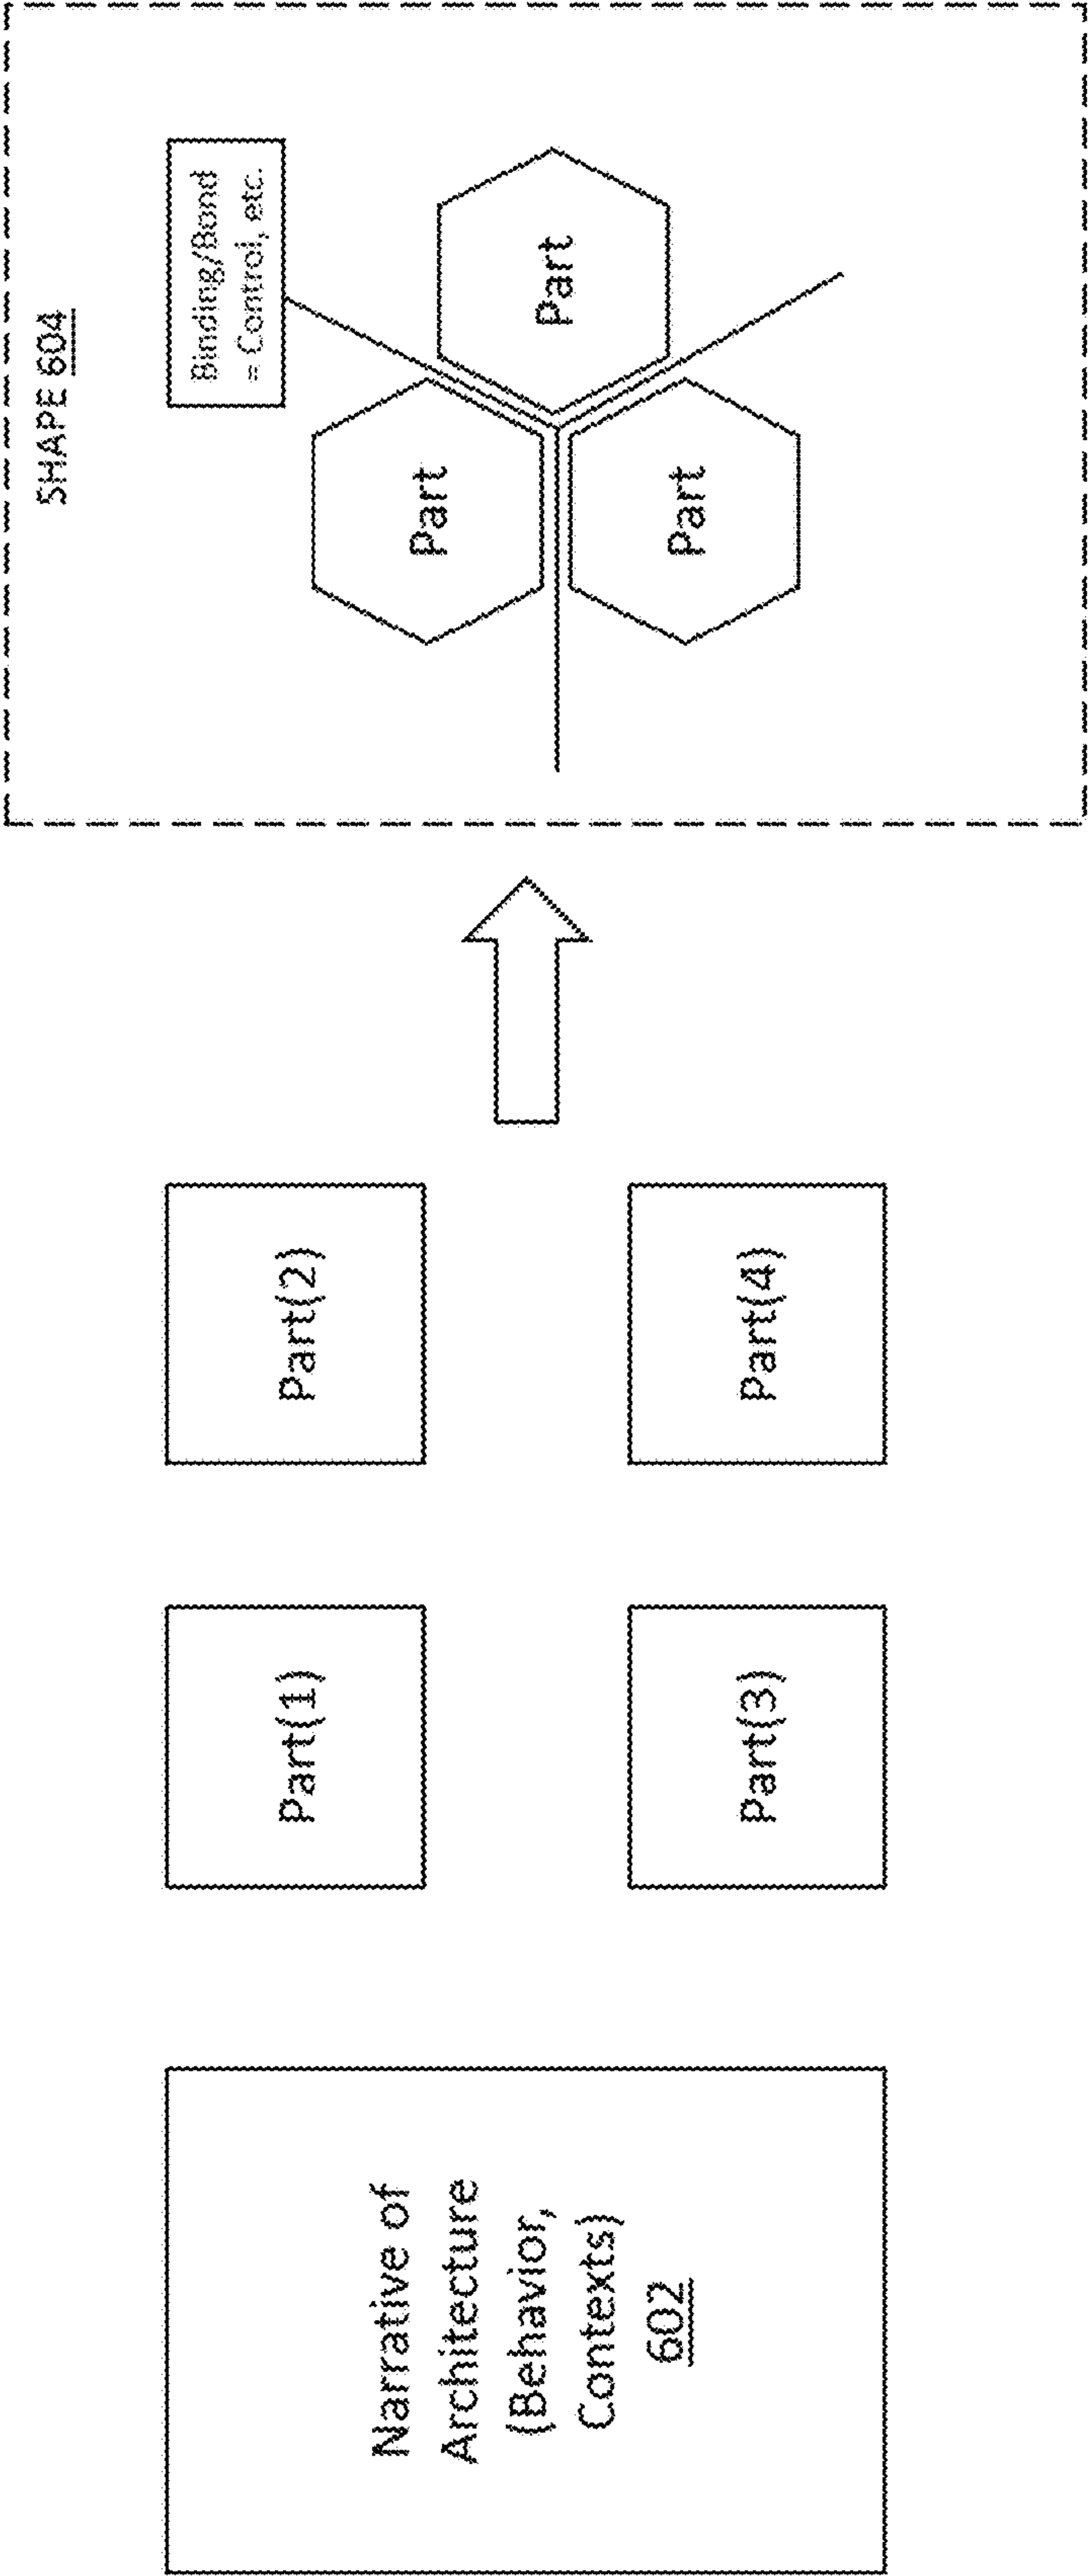 Narrative of
Architecture
(Behavior,
Contexts)
602
Part(1)
Part(2)
Part(3)
Part(4)
SHAPE 604
Binding/Bond
= Control, etc.
Part
Part
Part